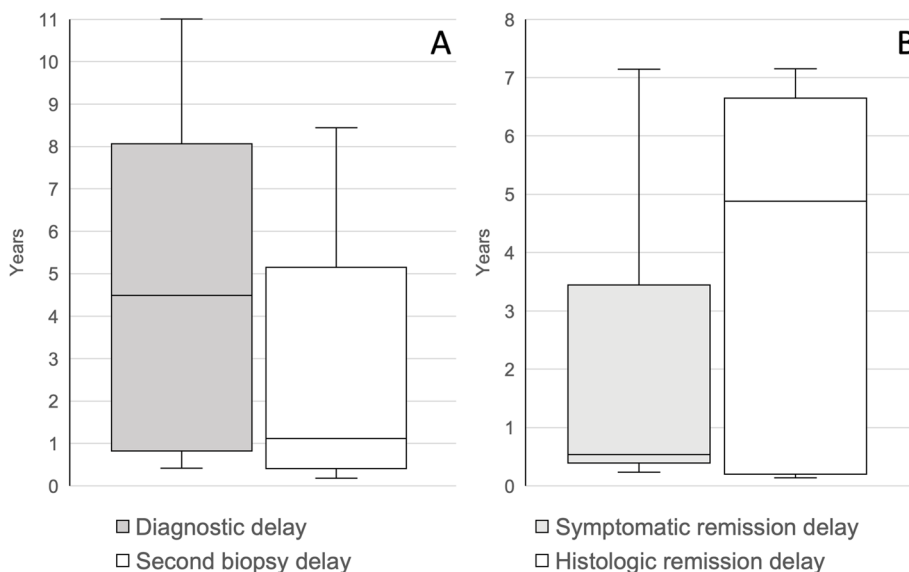 A
11
10
9
8
7
6
5
4
3
2
1
0
Years
Diagnostic delay
Second biopsy delay
B
8
7
6
5
4
3
2
1
0
Years
Symptomatic remission delay
Histologic remission delay